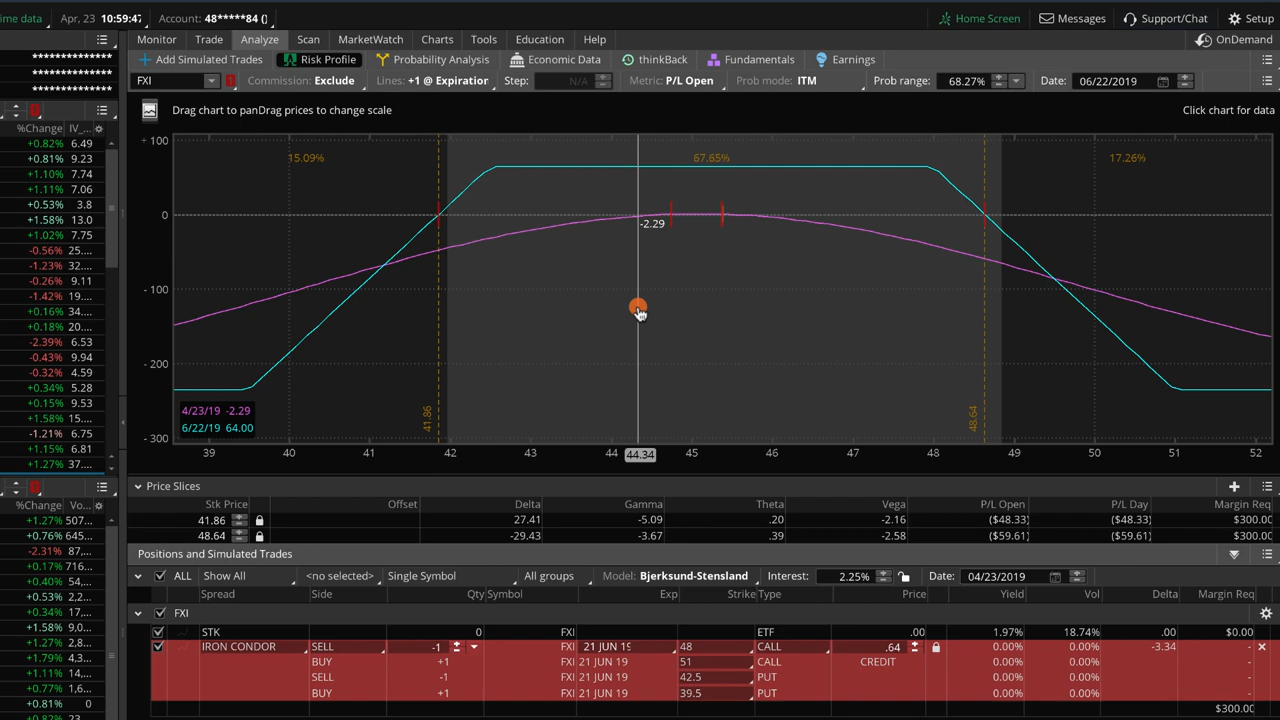 ime data Apr, 23 10:59:47 Account: 48*****84 () Home Screen Messages Support/Chat Setup
Monitor Trade Analyze Scan MarketWatch Charts Tools Education Help OnDemand
Add Simulated Trades Risk Profile Probability Analysis Economic Data thinkBack Fundamentals Earnings
FXI Commission: Exclude Lines: +1 @ Expiration Step: N/A Metric: P/L Open Prob mode: ITM Prob range: 68.27% Date: 06/22/2019
Drag chart to panDrag prices to change scale Click chart for data
**************
**************
**************
%Change IV_...
+0.82% 6.49
+0.81% 9.23
+1.10% 7.74
+1.11% 7.06
+0.53% 3.8
+1.58% 13.0
+1.02% 7.75
-0.56% 25....
-1.23% 32....
-0.26% 9.11
-1.42% 19....
+0.16% 34....
+0.18% 20....
-2.39% 6.53
-0.43% 9.94
-0.32% 4.59
+0.34% 5.28
+0.15% 9.53
+1.58% 15....
-1.21% 6.75
+1.15% 6.81
+1.27% 37....
+ 100
0
- 100
- 200
- 300
15.09% 67.65% 17.26%
-2.29
41.86 48.64
4/23/19 -2.29
6/22/19 64.00
39 40 41 42 43 44 44.34 45 46 47 48 49 50 51 52
%Change Vo...
+1.27% 507...
+0.76% 645...
-2.31% 87,...
+0.17% 716...
+0.40% 54,...
+0.53% 2,2...
+0.34% 17,...
+1.58% 9,0...
+1.27% 2,8...
+1.79% 4,3...
+1.11% 14,...
+0.77% 1,6...
+0.81% 0
+0.82% 23
Price Slices
Stk Price Offset Delta Gamma Theta Vega P/L Open P/L Day Margin Req
41.86 27.41 -5.09 .20 -2.16 ($48.33) ($48.33) $300.00
48.64 -29.43 -3.67 .39 -2.58 ($59.61) ($59.61) $300.00
Positions and Simulated Trades
ALL Show All <no selected> Single Symbol All groups Model: Bjerksund-Stensland Interest: 2.25% Date: 04/23/2019
Spread Side Qty Symbol Exp Strike Type Price Yield Vol Delta Margin Req
FXI
STK 0 FXI ETF .00 1.97% 18.74% .00 $0.00
IRON CONDOR SELL -1 FXI 21 JUN 19 48 CALL .64 0.00% 0.00% -3.34
BUY +1 FXI 21 JUN 19 51 CALL CREDIT 0.00% 0.00%
SELL -1 FXI 21 JUN 19 42.5 PUT 0.00% 0.00%
BUY +1 FXI 21 JUN 19 39.5 PUT 0.00% 0.00%
$300.00